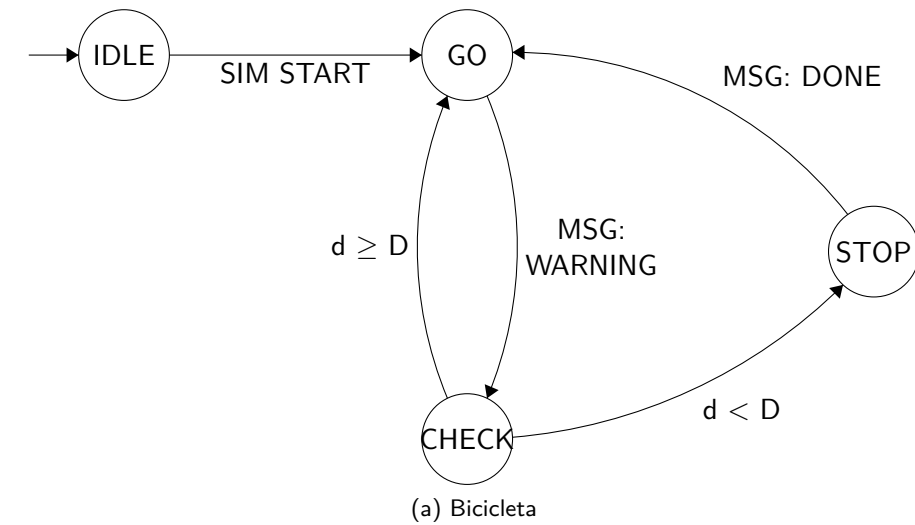 IDLE
SIM START
GO
MSG: DONE
d ≥ D
MSG:
WARNING
STOP
d < D
CHECK
(a) Bicicleta